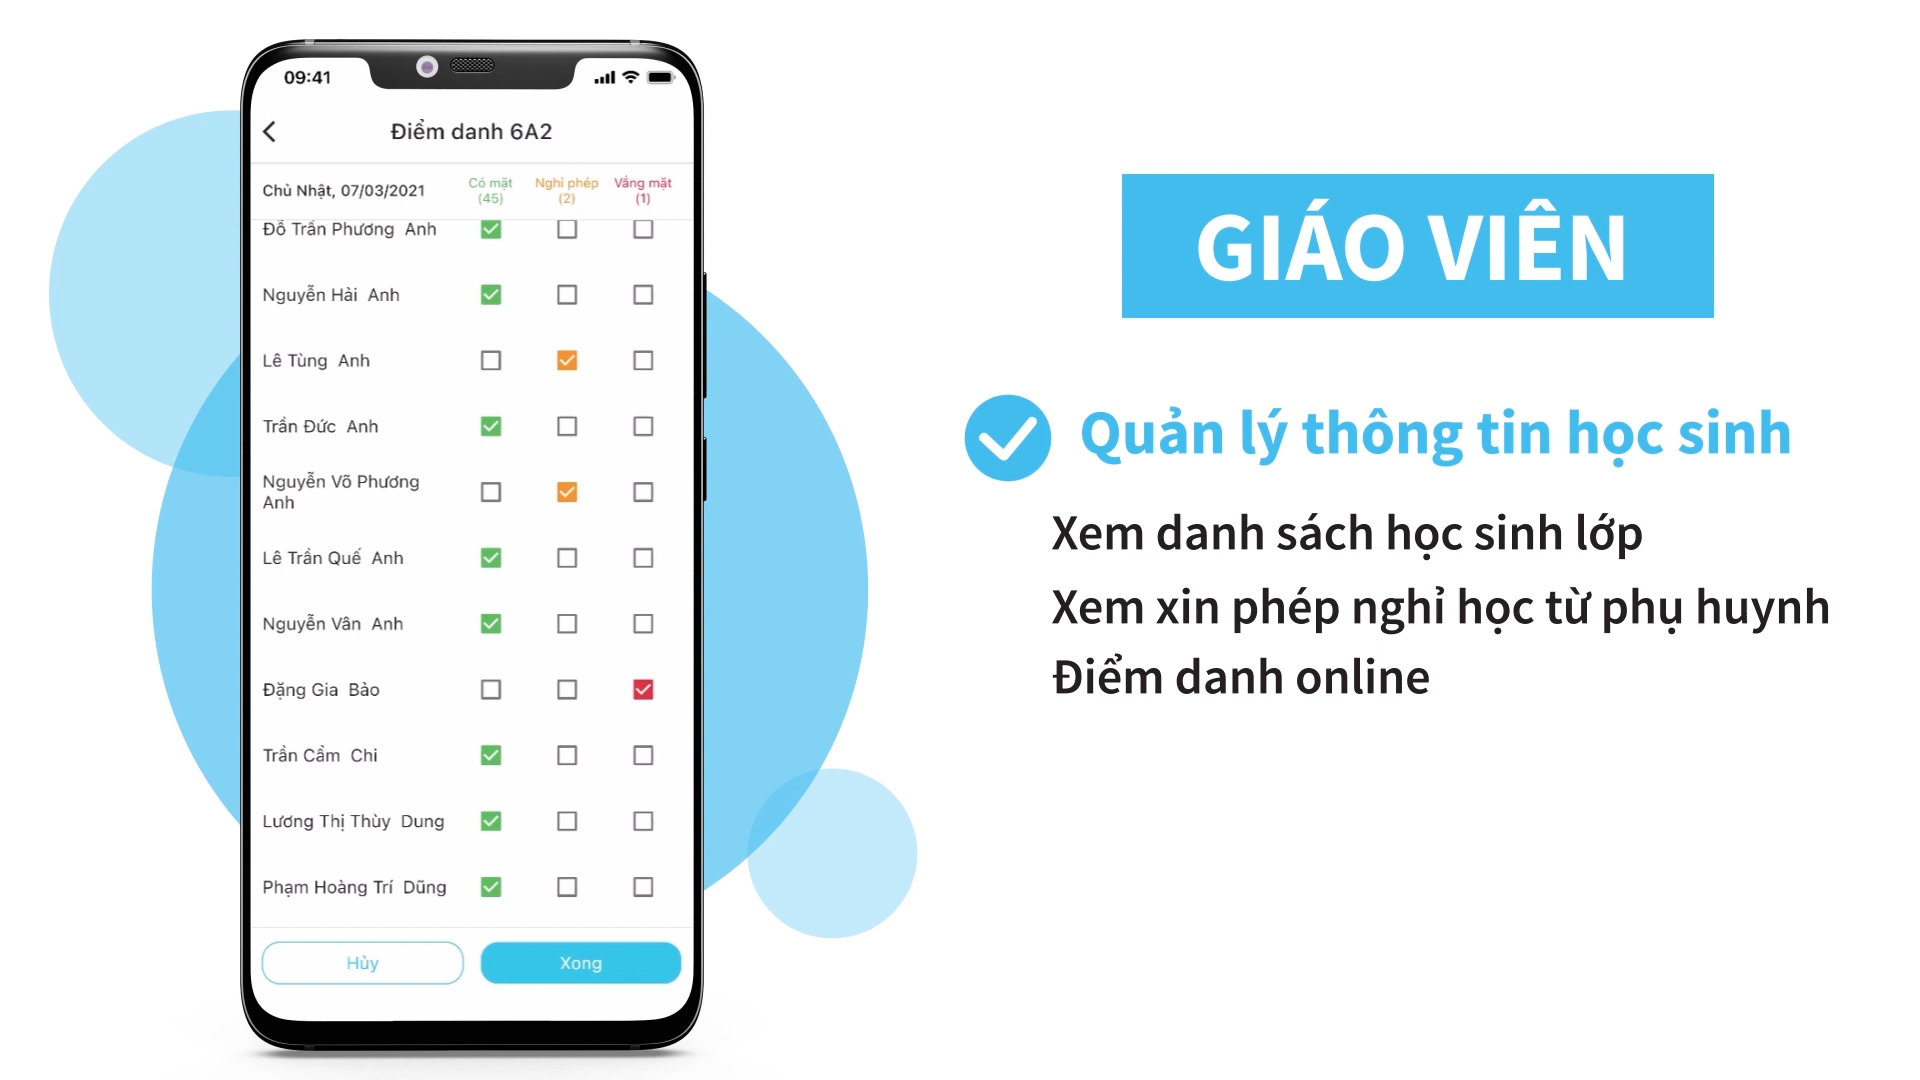 09:41
Điểm danh 6A2
Chủ Nhật, 07/03/2021
Có mặt
(45)
Nghỉ phép
(2)
Vắng mặt
(1)
Đỗ Trần Phương Anh
Nguyễn Hải Anh
Lê Tùng Anh
Trần Đức Anh
Nguyễn Võ Phương
Anh
Lê Trần Quế Anh
Nguyễn Vân Anh
Đặng Gia Bảo
Trần Cẩm Chi
Lương Thị Thùy Dung
Phạm Hoàng Trí Dũng
Hủy
Xong
GIÁO VIÊN
Quản lý thông tin học sinh
Xem danh sách học sinh lớp
Xem xin phép nghỉ học từ phụ huynh
Điểm danh online